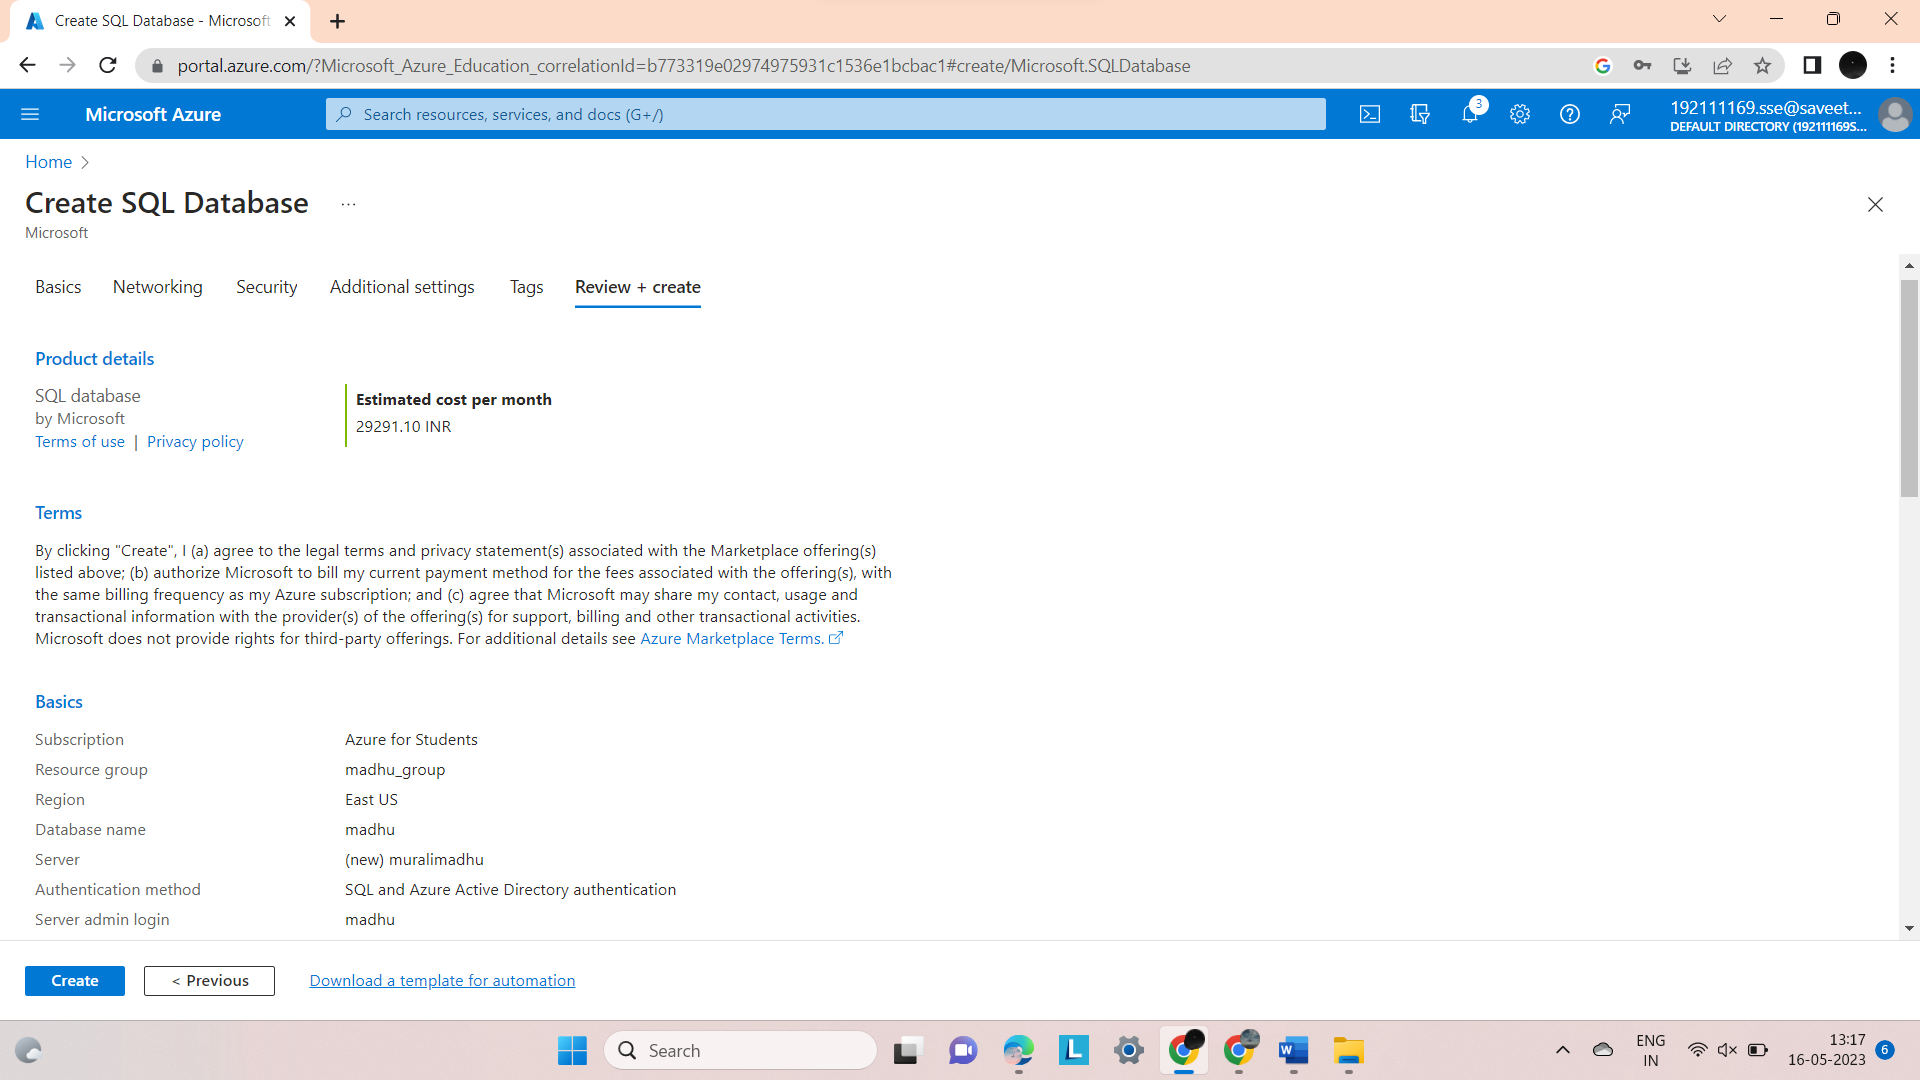 Create SQL Database - Microsoft
portal.azure.com/?Microsoft_Azure_Education_correlationId=b773319e02974975931c1536e1bcbac1#create/Microsoft.SQLDatabase
Microsoft Azure
Search resources, services, and docs (G+/)
3
192111169.sse@saveet...
DEFAULT DIRECTORY (192111169S...
Home
Create SQL Database ...
Microsoft
Basics Networking Security Additional settings Tags Review + create
Product details
SQL database
by Microsoft
Terms of use | Privacy policy
Estimated cost per month
29291.10 INR
Terms
By clicking "Create", I (a) agree to the legal terms and privacy statement(s) associated with the Marketplace offering(s)
listed above; (b) authorize Microsoft to bill my current payment method for the fees associated with the offering(s), with
the same billing frequency as my Azure subscription; and (c) agree that Microsoft may share my contact, usage and
transactional information with the provider(s) of the offering(s) for support, billing and other transactional activities.
Microsoft does not provide rights for third-party offerings. For additional details see Azure Marketplace Terms.
Basics
Subscription Azure for Students
Resource group madhu_group
Region East US
Database name madhu
Server (new) muralimadhu
Authentication method SQL and Azure Active Directory authentication
Server admin login madhu
Create < Previous Download a template for automation
Search
L
W
ENG
IN
13:17
16-05-2023
6